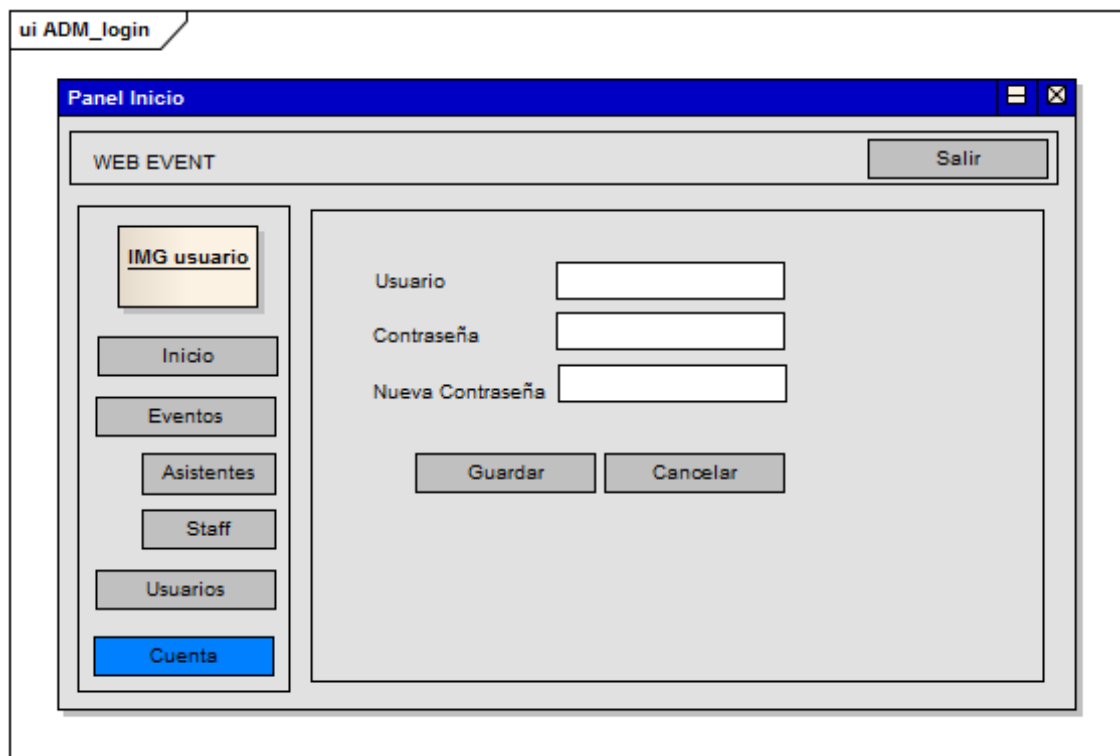 ui ADM_login
Panel Inicio
WEB EVENT
Salir
IMG usuario
Inicio
Eventos
Asistentes
Staff
Usuarios
Cuenta
Usuario
Contraseña
Nueva Contraseña
Guardar
Cancelar